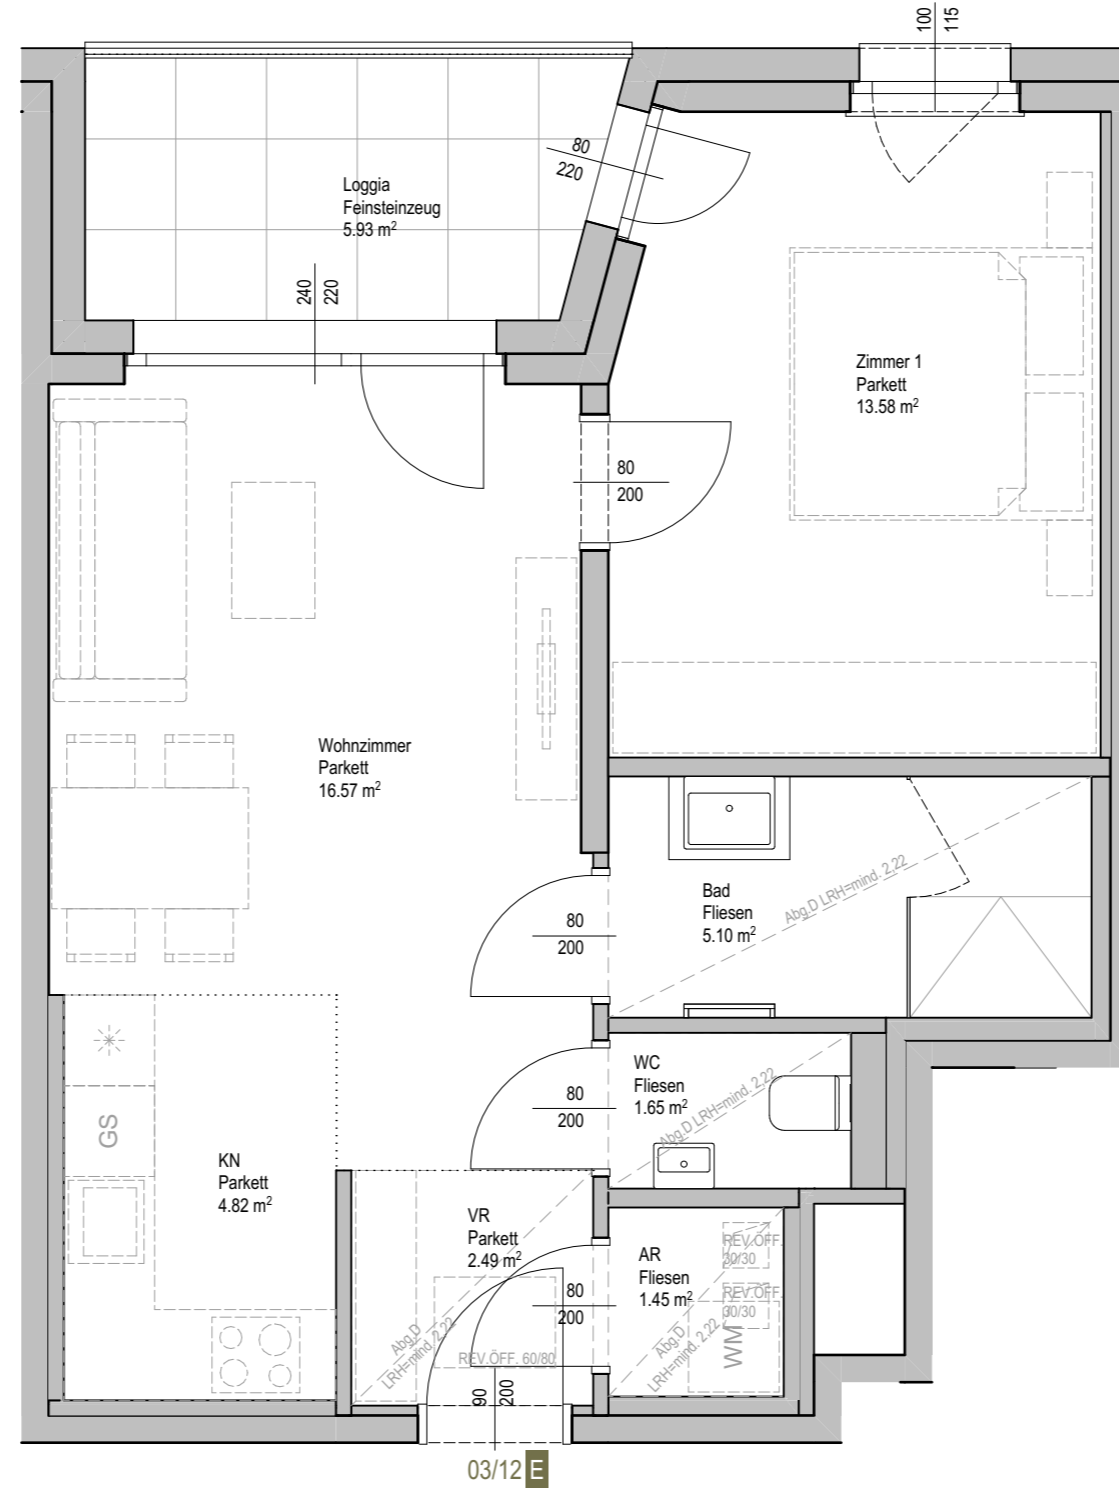 100
115
80
220
Loggia
Feinsteinzeug
5.93 m²
240
220
Zimmer 1
Parkett
13.58 m²
80
200
Wohnzimmer
Parkett
16.57 m²
Bad
Fliesen
5.10 m²
Abg.D LRH=mind. 2,22
80
200
WC
Fliesen
1.65 m²
Abg.D LRH=mind. 2,22
80
200
GS
KN
Parkett
4.82 m²
VR
Parkett
2.49 m²
Abg.D
LRH=mind. 2,22
REV.ÖFF. 60/80
80
200
AR
Fliesen
1.45 m²
REV.ÖFF.
30/30
REV.ÖFF.
30/30
Abg.D
LRH=mind. 2,22
WM
90
200
03/12 E